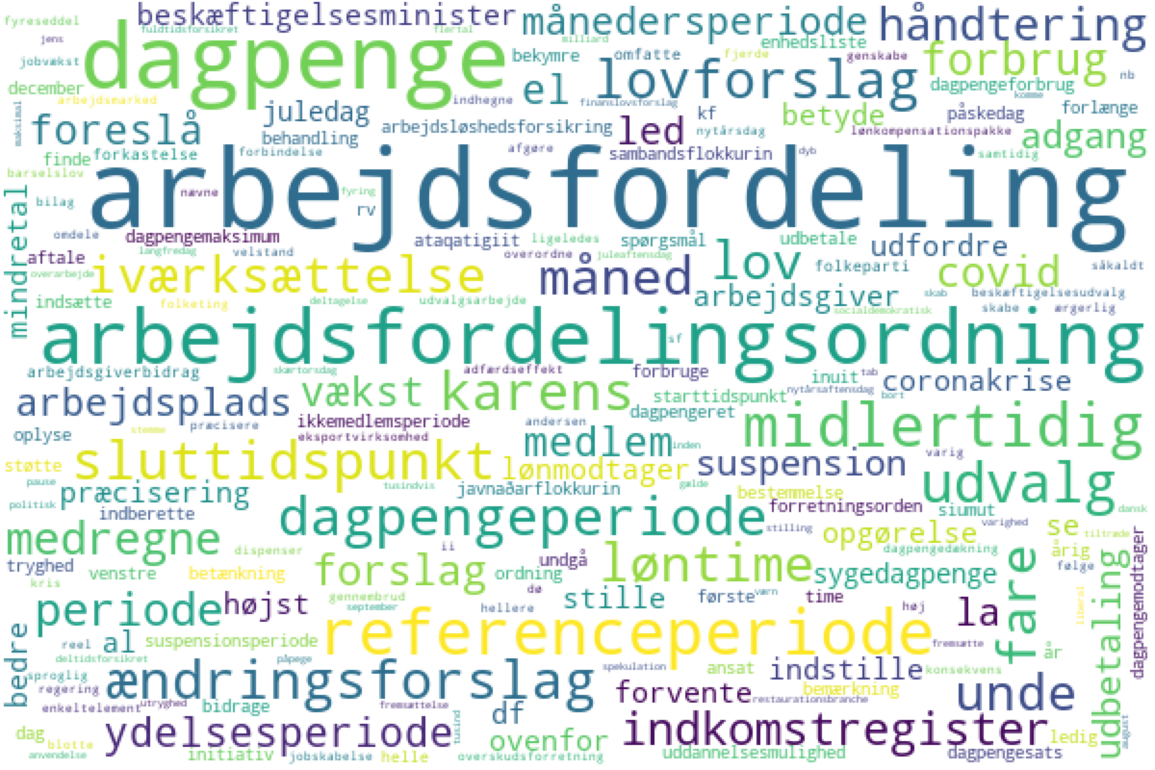 fyreseddel beskæftigelsesminister månedersperiode håndtering
jens fuldtidsforsikret flertal milliard enhedsliste
jobvækst dagpenge bekymre omfatte fjerde genskabe forbrug nb
december arbejdsmarked indhegne el finanslovsforslag lovforslag dagpengeforbrug komme
maksimal foreslå juledag arbejdsløshedsforsikring led kf betyde påskedag forlænge
behandling nytårsdag lønkompensationspakke adgang
finde forkastelse forbindelse afgøre sambandsflokkurin dyb samtidig
barselslov arbejdsfordeling
bilag nævne rv fyring
mindretal omdele dagpengemaksimum ataqatigiit ligeledes spørgsmål udbetale udfordre
aftale langfredag velstand overordne juleaftensdag lov folkeparti såkaldt
overarbejde iværksættelse måned covid
indsætte folketing deltagelse udvalgsarbejde arbejdsgiver skab beskæftigelsesudvalg
skabe ærgerlig socialdemokratisk
arbejdsfordelingsordning sf
arbejdsgiverbidrag skærtorsdag adfærdseffekt forbruge inuit tab coronakrise
arbejdsplads vækst karens starttidspunkt nytårsaftensdag bort
præcisere ikkemedlemsperiode andersen dagpengeret midlertidig
oplyse stemme eksportvirksomhed medlem inden varig
støtte sluttidspunkt lønmodtager suspension udvalg
pause præcisering tusindvis javnaðarflokkurin gælde bestemmelse
politisk indberette dagpengeperiode forretningsorden siumut dansk
medregne stilling opgørelse varighed se tiltræde
dispenser ii undgå løntime dagpengedækning årig
tryghed venstre betænkning forslag ordning sygedagpenge fare følge
kris gennembrud dø stille første værn time udbetaling dagpengemodtager
periode højst september hellere høj la liberal
bedre reel al suspensionsperiode referenceperiode fremsætte år
deltidsforsikret påpege spekulation ansat indstille konsekvens
sproglig ændringsforslag
regering forvente bemærkning unde
enkeltelement utryghed bidrage fremsættelse df restaurationsbranche
dag ydelsesperiode tusind ovenfor indkomstregister ledig august
blotte
anvendelse initiativ jobskabelse helle overskudsforretning uddannelsesmulighed dagpengesats